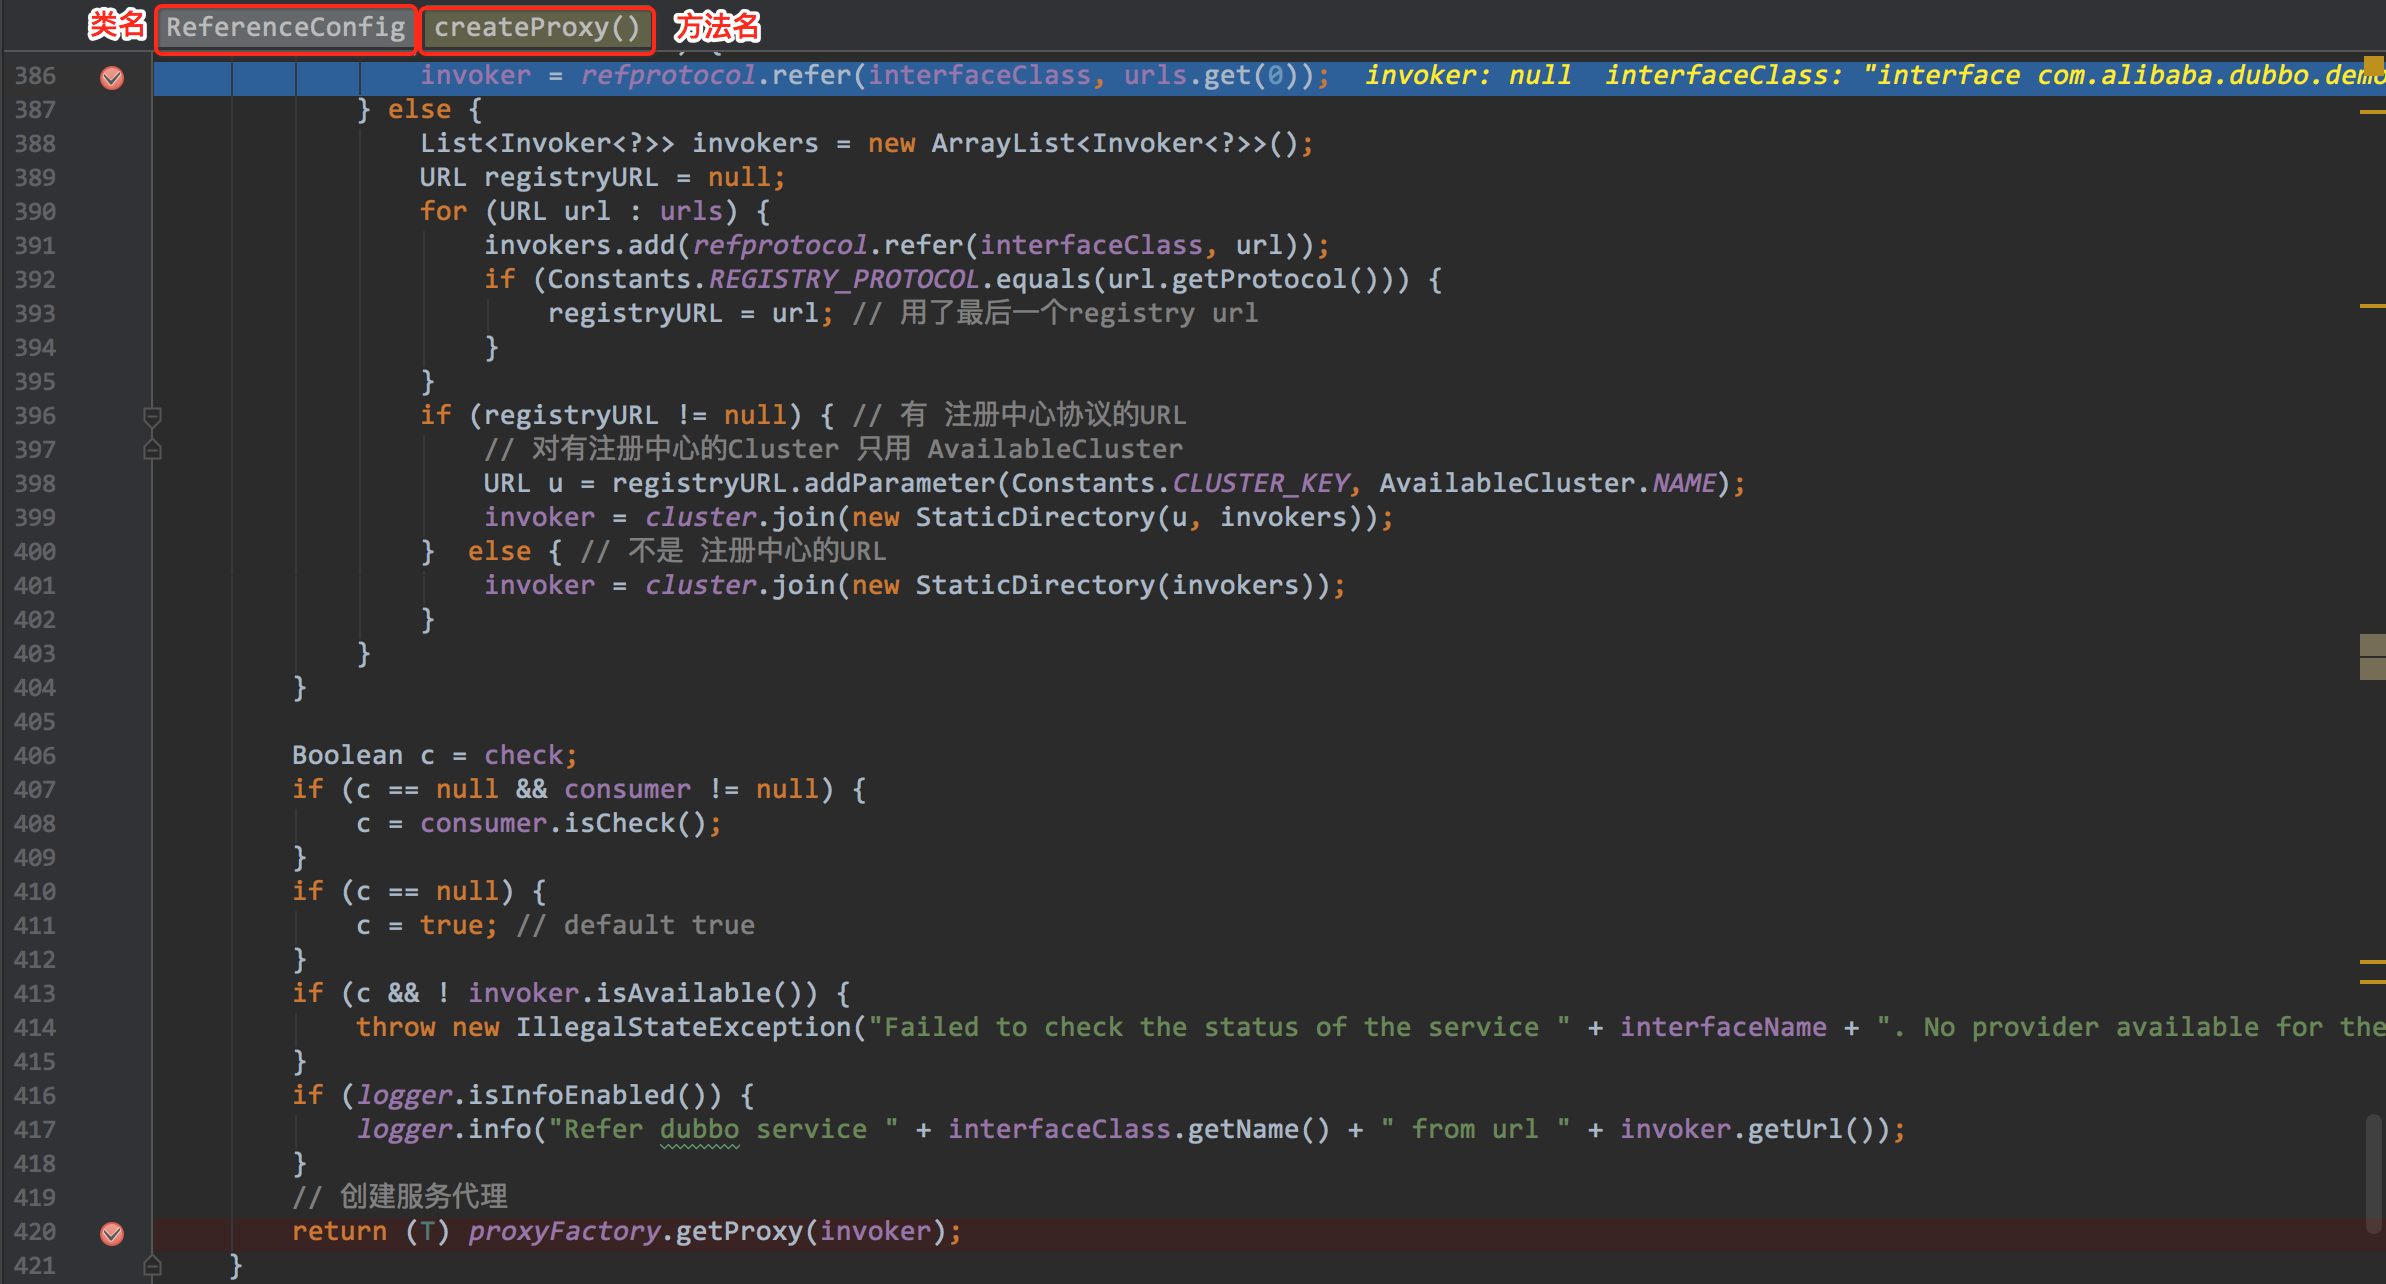 类名 ReferenceConfig createProxy() 方法名
386 invoker = refprotocol.refer(interfaceClass, urls.get(0)); invoker: null interfaceClass: "interface com.alibaba.dubbo.demo
387 } else {
388 List<Invoker<?>> invokers = new ArrayList<Invoker<?>>();
389 URL registryURL = null;
390 for (URL url : urls) {
391 invokers.add(refprotocol.refer(interfaceClass, url));
392 if (Constants.REGISTRY_PROTOCOL.equals(url.getProtocol())) {
393 registryURL = url; // 用了最后一个registry url
394 }
395 }
396 if (registryURL != null) { // 有 注册中心协议的URL
397 // 对有注册中心的Cluster 只用 AvailableCluster
398 URL u = registryURL.addParameter(Constants.CLUSTER_KEY, AvailableCluster.NAME);
399 invoker = cluster.join(new StaticDirectory(u, invokers));
400 } else { // 不是 注册中心的URL
401 invoker = cluster.join(new StaticDirectory(invokers));
402 }
403 }
404 }
405
406 Boolean c = check;
407 if (c == null && consumer != null) {
408 c = consumer.isCheck();
409 }
410 if (c == null) {
411 c = true; // default true
412 }
413 if (c && ! invoker.isAvailable()) {
414 throw new IllegalStateException("Failed to check the status of the service " + interfaceName + ". No provider available for the
415 }
416 if (logger.isInfoEnabled()) {
417 logger.info("Refer dubbo service " + interfaceClass.getName() + " from url " + invoker.getUrl());
418 }
419 // 创建服务代理
420 return (T) proxyFactory.getProxy(invoker);
421 }